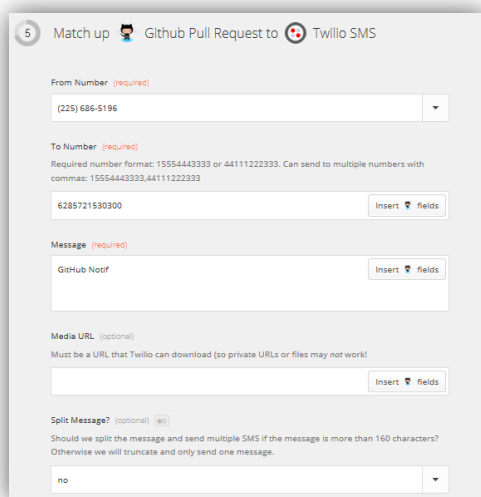 5 Match up Github Pull Request to Twilio SMS
From Number (required)
(225) 686-5196
To Number (required)
Required number format: 15554443333 or 44111222333. Can send to multiple numbers with
commas: 15554443333,44111222333
6285721530300 Insert fields
Message (required)
GitHub Notif Insert fields
Media URL (optional)
Must be a URL that Twilio can download (so private URLs or files may not work!
Insert fields
Split Message? (optional)
Should we split the message and send multiple SMS if the message is more than 160 characters?
Otherwise we will truncate and only send one message.
no